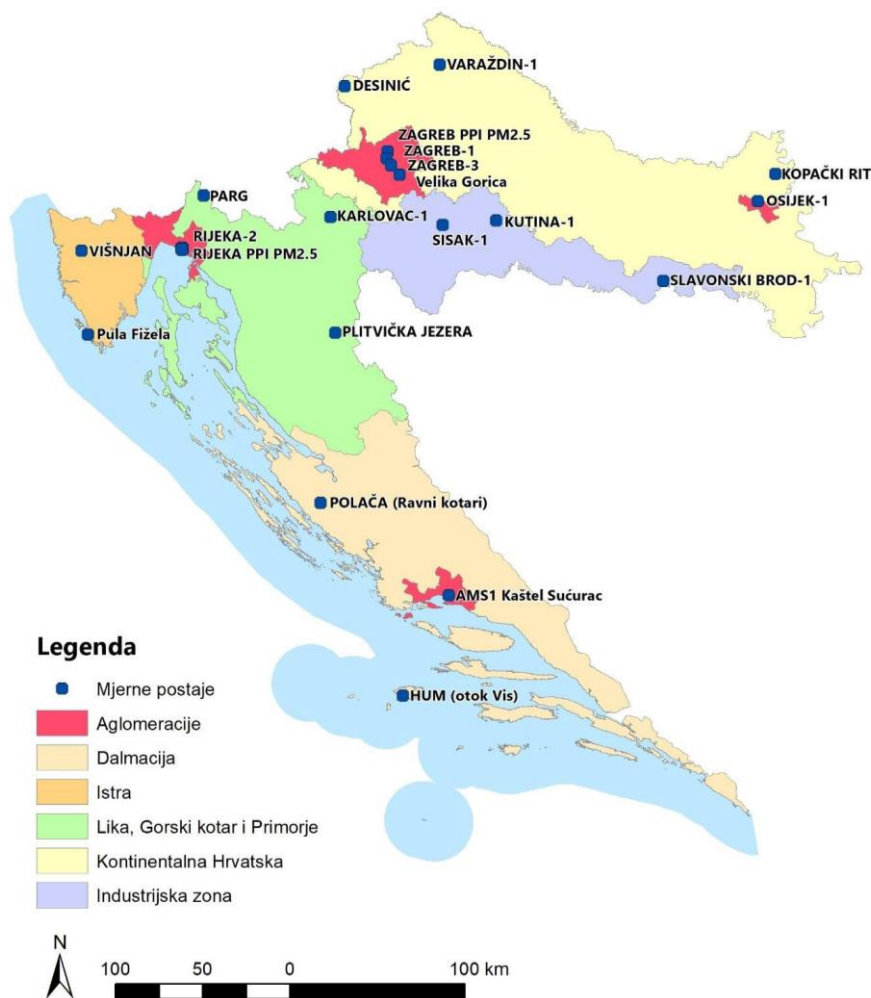 VARAŽDIN-1
DESINIĆ
ZAGREB PPI PM2.5
ZAGREB-1
ZAGREB-3
Velika Gorica
KOPAČKI RIT
OSIJEK-1
PARG
KARLOVAC-1
KUTINA-1
SISAK-1
RIJEKA-2
RIJEKA PPI PM2.5
VIŠNJAN
SLAVONSKI BROD-1
Pula Fižela
PLITVIČKA JEZERA
POLAČA (Ravni kotari)
AMS1 Kaštel Sućurac
HUM (otok Vis)
Legenda
Mjerne postaje
Aglomeracije
Dalmacija
Istra
Lika, Gorski kotar i Primorje
Kontinentalna Hrvatska
Industrijska zona
N
100 50 0 100 km